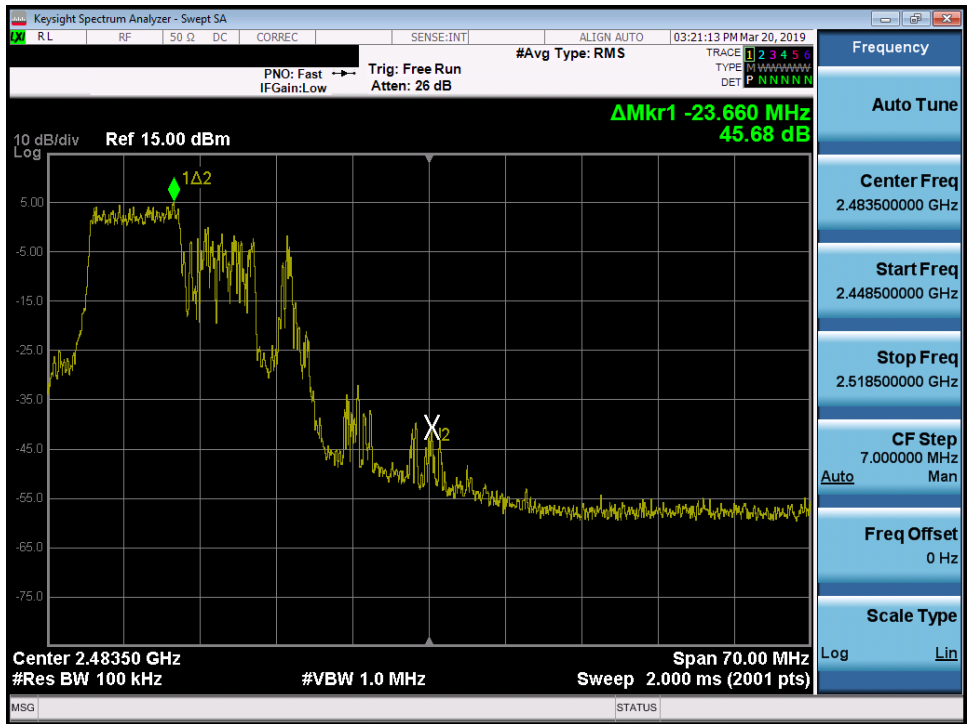 Keysight Spectrum Analyzer - Swept SA
LXI RL RF 50 Ω DC CORREC SENSE:INT ALIGN AUTO 03:21:13 PM Mar 20, 2019
PNO: Fast Trig: Free Run #Avg Type: RMS TRACE 1 2 3 4 5 6
IFGain:Low Atten: 26 dB TYPE M WWWWW
DET P N N N N N
ΔMkr1 -23.660 MHz
45.68 dB
10 dB/div Ref 15.00 dBm
Log
1Δ2
5.00
-5.00
-15.0
-25.0
-35.0
-45.0
-55.0
-65.0
-75.0
X2
Center 2.48350 GHz Span 70.00 MHz
#Res BW 100 kHz #VBW 1.0 MHz Sweep 2.000 ms (2001 pts)
MSG STATUS
Frequency
Auto Tune
Center Freq
2.483500000 GHz
Start Freq
2.448500000 GHz
Stop Freq
2.518500000 GHz
CF Step
7.000000 MHz
Auto Man
Freq Offset
0 Hz
Scale Type
Log Lin